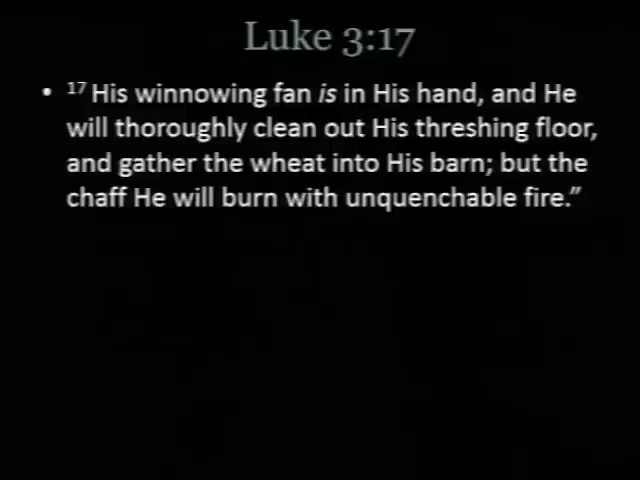 Luke 3:17
• 17 His winnowing fan is in His hand, and He
will thoroughly clean out His threshing floor,
and gather the wheat into His barn; but the
chaff He will burn with unquenchable fire.”